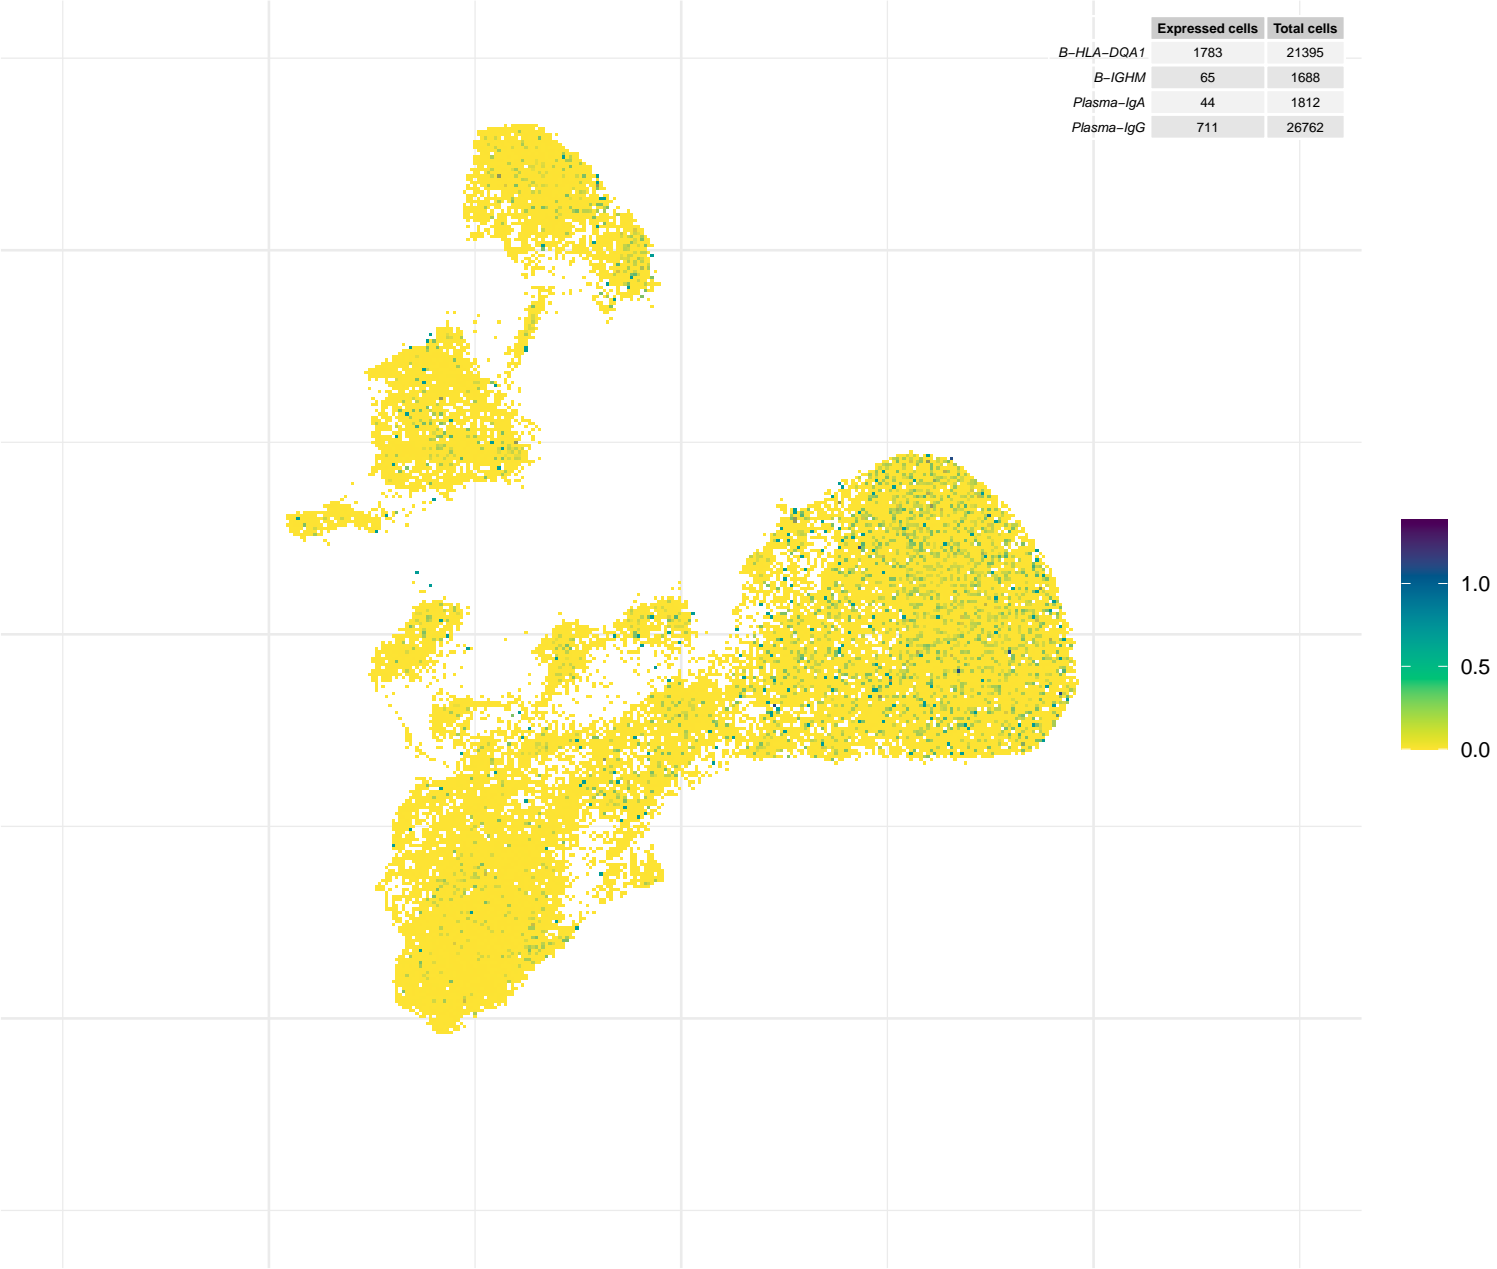 Expressed cells Total cells
B–HLA–DQA1 1783 21395
B–IGHM 65 1688
Plasma–IgA 44 1812
Plasma–IgG 711 26762
1.0
0.5
0.0